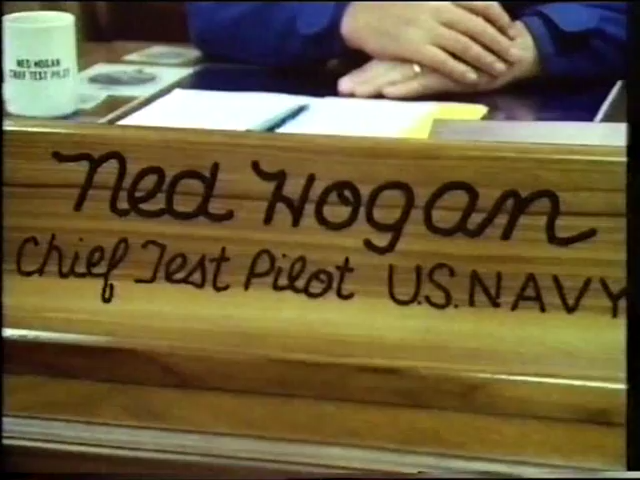 NED HOGAN
CHIEF TEST PILOT
Ned Hogan
Chief Test Pilot U.S. NAVY